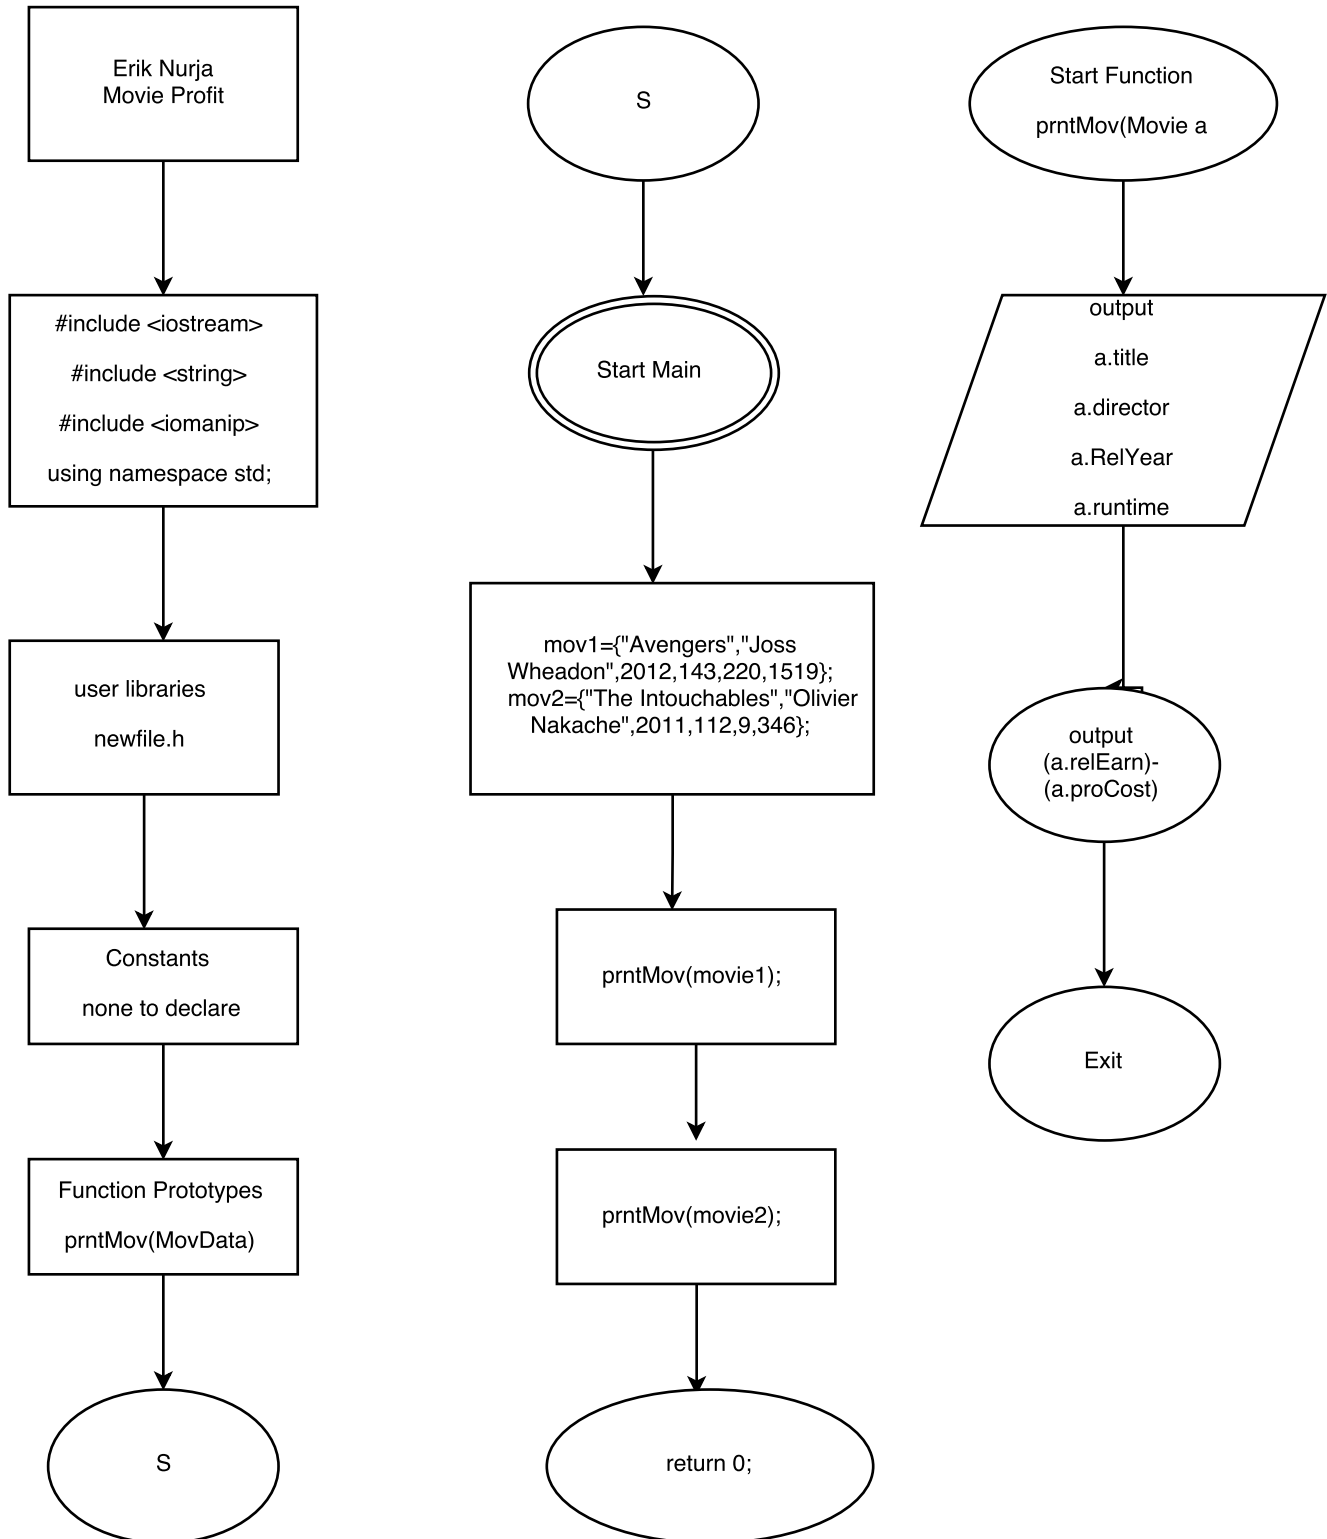 Erik Nurja
Movie Profit
#include <iostream>
#include <string>
#include <iomanip>
using namespace std;
user libraries
newfile.h
Constants
none to declare
Function Prototypes
prntMov(MovData)
S
S
Start Main
mov1={"Avengers","Joss
Wheadon",2012,143,220,1519};
mov2={"The Intouchables","Olivier
Nakache",2011,112,9,346};
prntMov(movie1);
prntMov(movie2);
return 0;
Start Function
prntMov(Movie a
output
a.title
a.director
a.RelYear
a.runtime
output
(a.relEarn)-
(a.proCost)
Exit